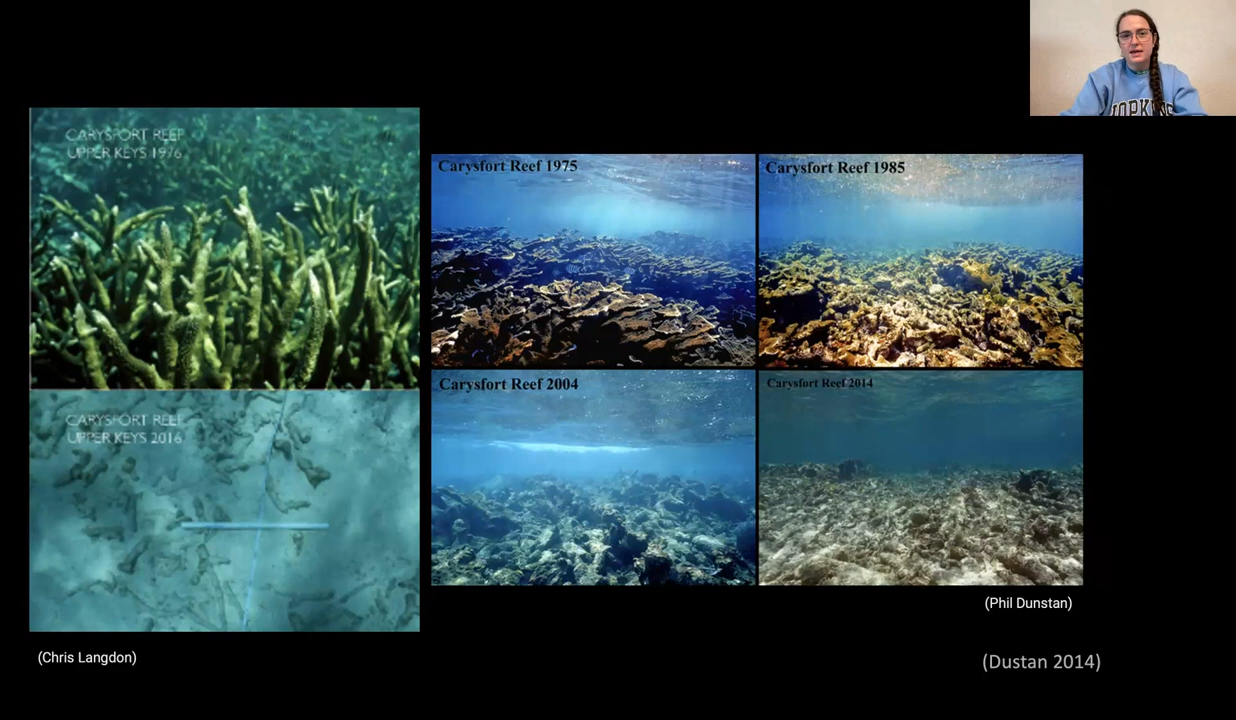 CARYSFORT REEF
UPPER KEYS 1976
Carysfort Reef 1975
Carysfort Reef 1985
Carysfort Reef 2004
Carysfort Reef 2014
CARYSFORT REEF
UPPER KEYS 2016
(Phil Dunstan)
(Chris Langdon)
(Dustan 2014)